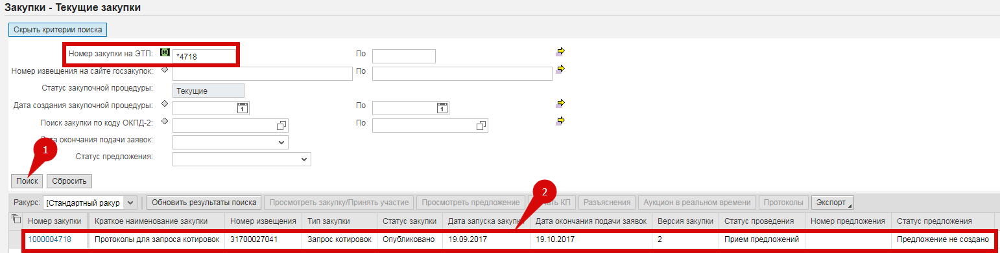 Закупки - Текущие закупки
Скрыть критерии поиска
Номер закупки на ЭТП: *4718 По
Номер извещения на сайте госзакупок: По
Статус закупочной процедуры: Текущие
Дата создания закупочной процедуры: 1 По 1
Поиск закупки по коду ОКПД-2: По
окончания подачи заявок:
1
Статус предложения:
Поиск Сбросить
2
Ракурс: [Стандартный ракур Обновить результаты поиска Просмотреть закупку/Принять участие Просмотреть предложение КП Разъяснения Аукцион в реальном времени Протоколы Экспорт
Номер закупки Краткое наименование закупки Номер извещения Тип закупки Статус закупки Дата запуска закупки Дата окончания подачи заявок Версия закупки Статус проведения Номер предложения Статус предложения
1000004718 Протоколы для запроса котировок 31700027041 Запрос котировок Опубликовано 19.09.2017 19.10.2017 2 Прием предложений Предложение не создано